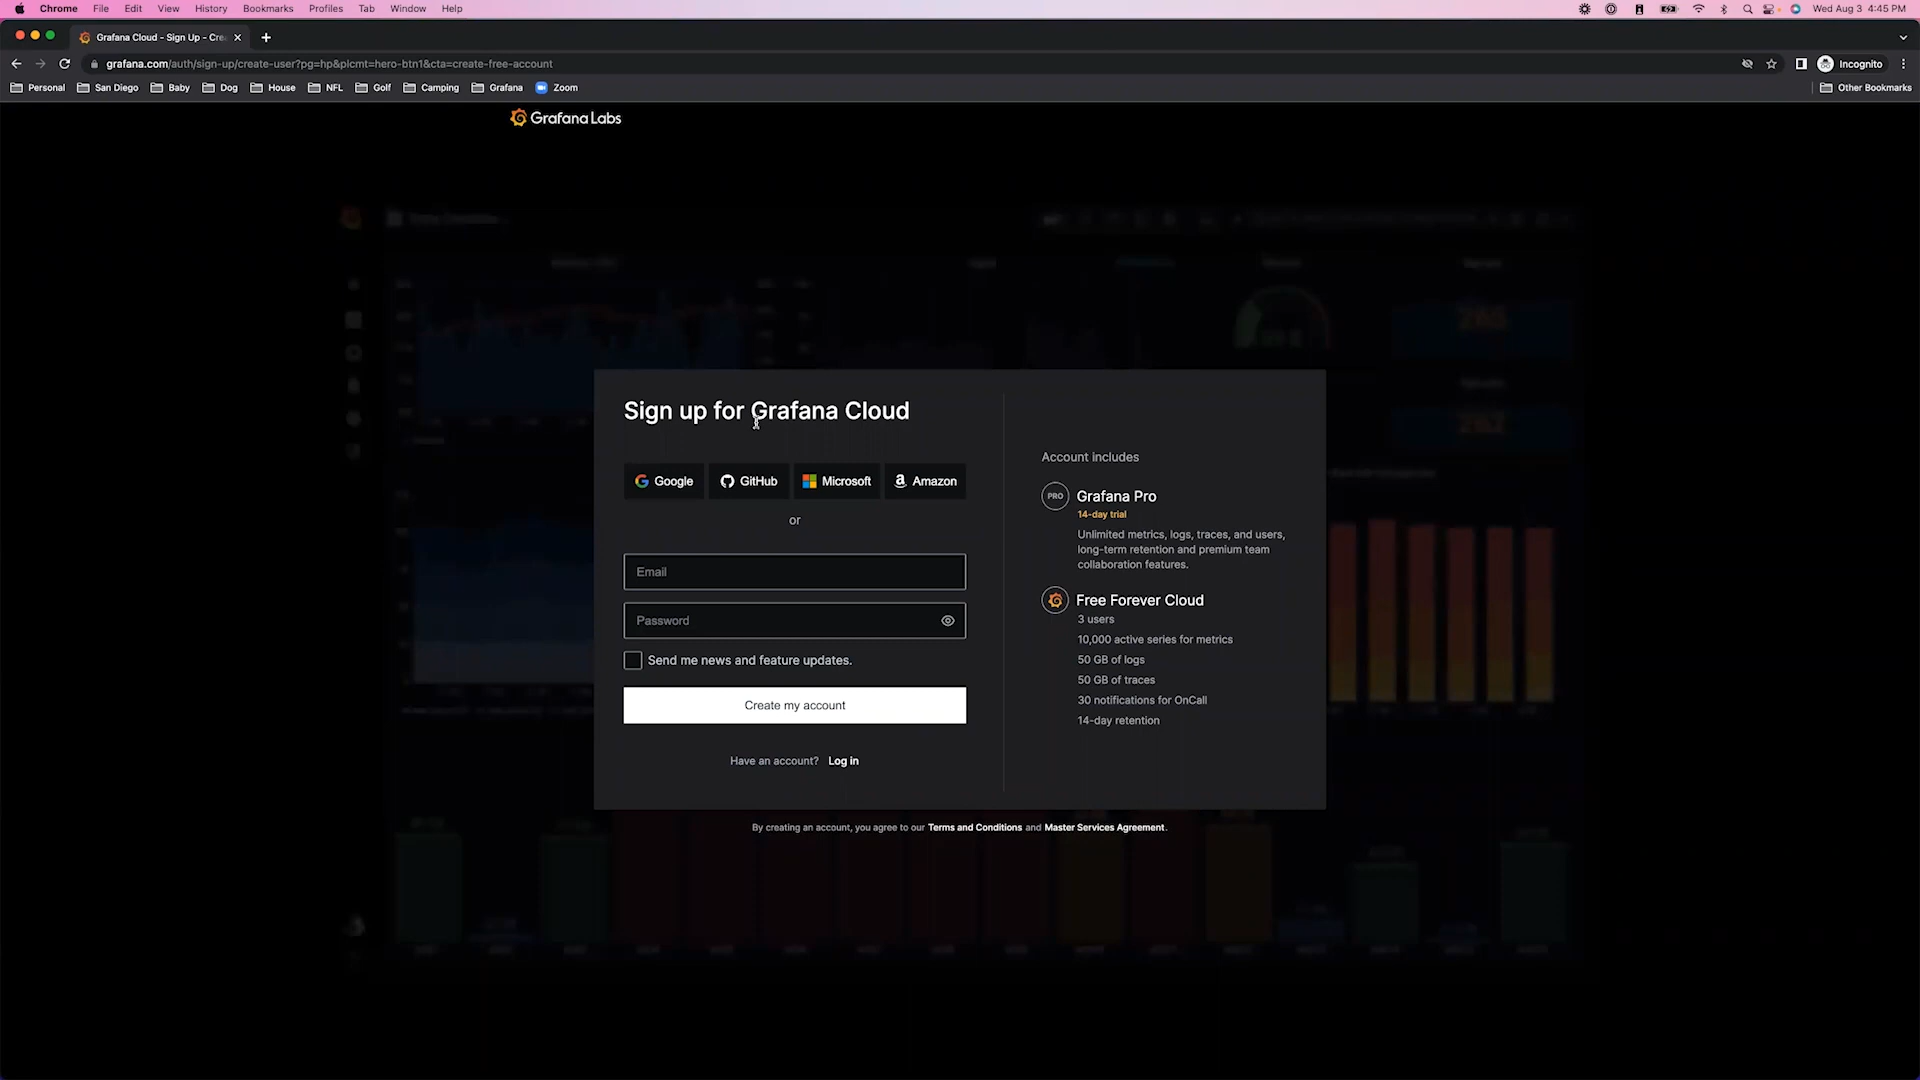 Chrome File Edit View History Bookmarks Profiles Tab Window Help
Wed Aug 3 4:45 PM
Grafana Cloud - Sign Up - Cre
grafana.com/auth/sign-up/create-user?pg=hp&plcmt=hero-btn1&cta=create-free-account
Incognito
Personal San Diego Baby Dog House NFL Golf Camping Grafana Zoom
Other Bookmarks
Grafana Labs
Sign up for Grafana Cloud
Google GitHub Microsoft Amazon
or
Email
Password
Send me news and feature updates.
Create my account
Have an account? Log in
Account includes
PRO
Grafana Pro
14-day trial
Unlimited metrics, logs, traces, and users,
long-term retention and premium team
collaboration features.
Free Forever Cloud
3 users
10,000 active series for metrics
50 GB of logs
50 GB of traces
30 notifications for OnCall
14-day retention
By creating an account, you agree to our Terms and Conditions and Master Services Agreement.